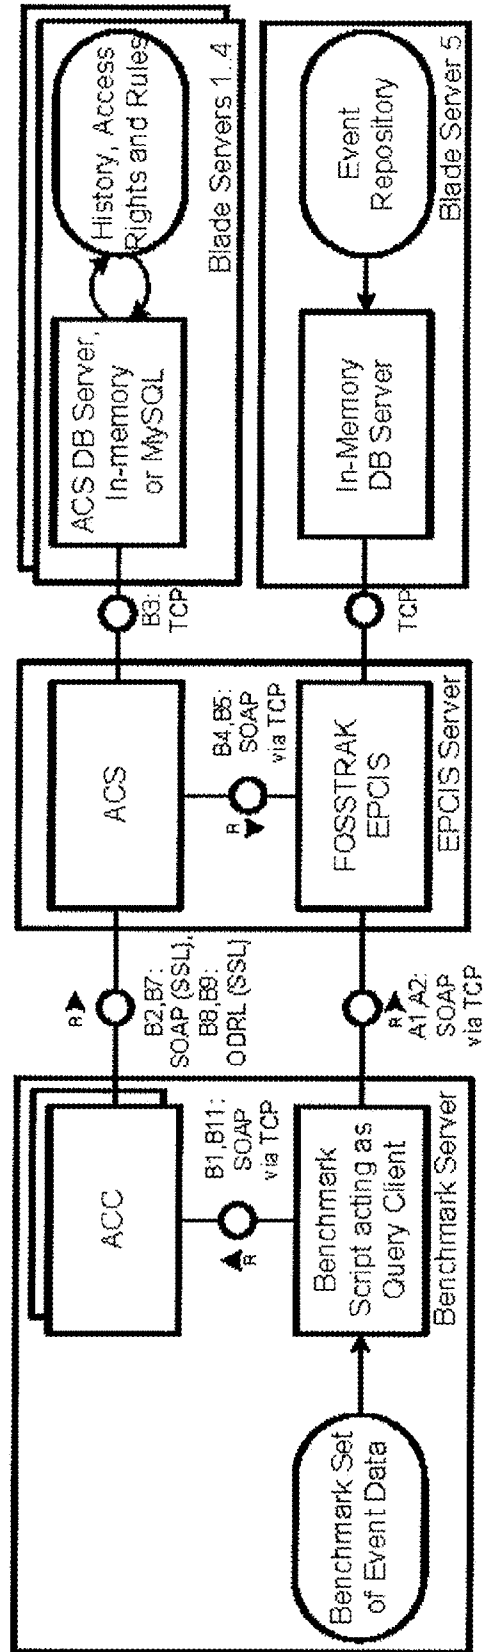 ACC
B1,B11:
SOAP
via TCP
Benchmark Set
of Event Data
Benchmark
Script acting as
Query Client
Benchmark Server
R
R
B2,B7:
SOAP (SSL),
B8,B9:
ODRL (SSL)
R
A1,A2:
SOAP
via TCP
ACS
R
B4,B5:
SOAP
via TCP
FOSSTRAK
EPCIS
EPCIS Server
B3:
TCP
TCP
ACS DB Server,
In-memory
or MySQL
History, Access
Rights and Rules
Blade Servers 1..4
In-Memory
DB Server
Event
Repository
Blade Server 5